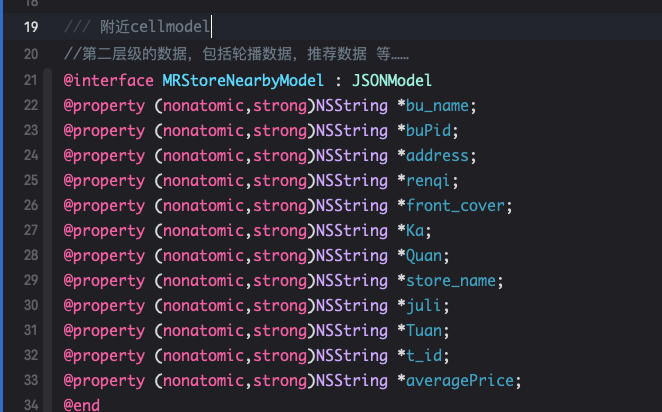 18
19 /// 附近cellmodel
20 //第二层级的数据，包括轮播数据，推荐数据 等……
21 @interface MRStoreNearbyModel : JSONModel
22 @property (nonatomic,strong)NSString *bu_name;
23 @property (nonatomic,strong)NSString *buPid;
24 @property (nonatomic,strong)NSString *address;
25 @property (nonatomic,strong)NSString *renqi;
26 @property (nonatomic,strong)NSString *front_cover;
27 @property (nonatomic,strong)NSString *Ka;
28 @property (nonatomic,strong)NSString *Quan;
29 @property (nonatomic,strong)NSString *store_name;
30 @property (nonatomic,strong)NSString *juli;
31 @property (nonatomic,strong)NSString *Tuan;
32 @property (nonatomic,strong)NSString *t_id;
33 @property (nonatomic,strong)NSString *averagePrice;
34 @end